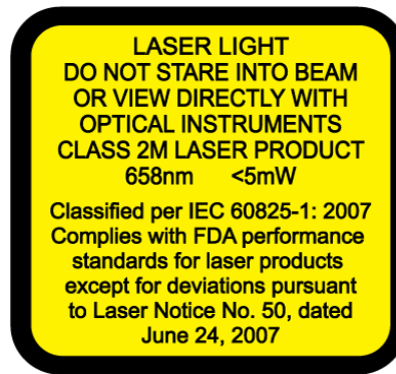 LASER LIGHT
DO NOT STARE INTO BEAM
OR VIEW DIRECTLY WITH
OPTICAL INSTRUMENTS
CLASS 2M LASER PRODUCT
658nm <5mW
Classified per IEC 60825-1: 2007
Complies with FDA performance
standards for laser products
except for deviations pursuant
to Laser Notice No. 50, dated
June 24, 2007